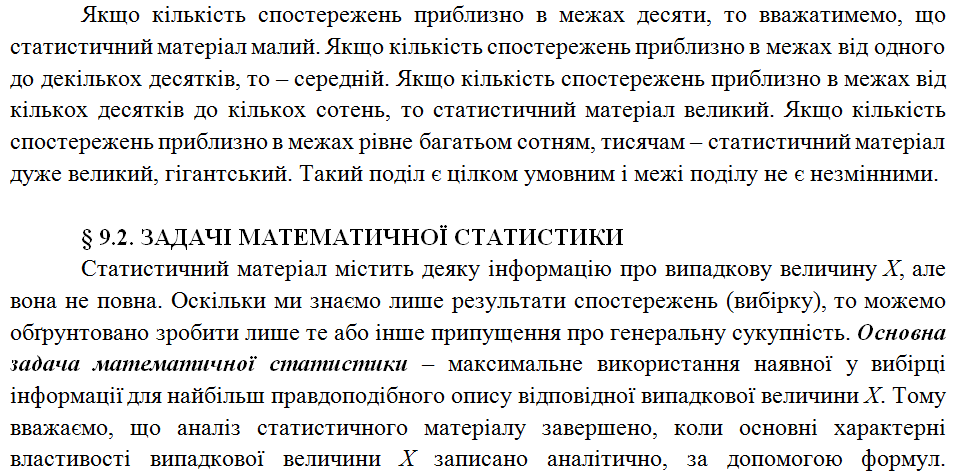 Якщо кількість спостережень приблизно в межах десяти, то вважатимемо, що
статистичний матеріал малий. Якщо кількість спостережень приблизно в межах від одного
до декількох десятків, то – середній. Якщо кількість спостережень приблизно в межах від
кількох десятків до кількох сотень, то статистичний матеріал великий. Якщо кількість
спостережень приблизно в межах рівне багатьом сотням, тисячам – статистичний матеріал
дуже великий, гігантський. Такий поділ є цілком умовним і межі поділу не є незмінними.
§ 9.2. ЗАДАЧІ МАТЕМАТИЧНОЇ СТАТИСТИКИ
Статистичний матеріал містить деяку інформацію про випадкову величину X, але
вона не повна. Оскільки ми знаємо лише результати спостережень (вибірку), то можемо
обґрунтовано зробити лише те або інше припущення про генеральну сукупність. Основна
задача математичної статистики – максимальне використання наявної у вибірці
інформації для найбільш правдоподібного опису відповідної випадкової величини X. Тому
вважаємо, що аналіз статистичного матеріалу завершено, коли основні характерні
властивості випадкової величини X записано аналітично, за допомогою формул.